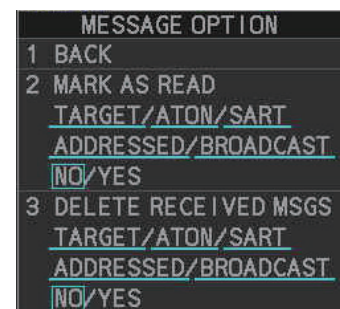 MESSAGE OPTION
1 BACK
2 MARK AS READ
TARGET/ATON/SART
ADDRESSED/BROADCAST
NO/YES
3 DELETE RECEIVED MSGS
TARGET/ATON/SART
ADDRESSED/BROADCAST
NO/YES